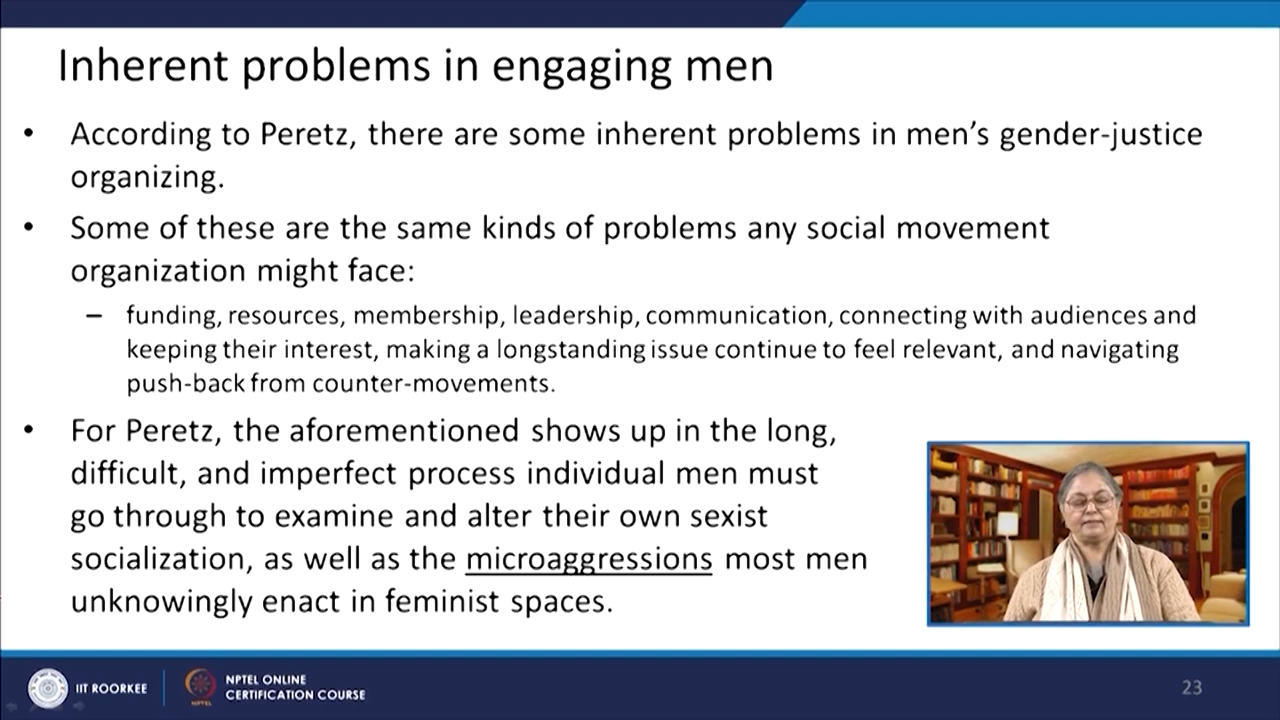 Inherent problems in engaging men
• According to Peretz, there are some inherent problems in men's gender-justice
organizing.
• Some of these are the same kinds of problems any social movement
organization might face:
– funding, resources, membership, leadership, communication, connecting with audiences and
keeping their interest, making a longstanding issue continue to feel relevant, and navigating
push-back from counter-movements.
• For Peretz, the aforementioned shows up in the long,
difficult, and imperfect process individual men must
go through to examine and alter their own sexist
socialization, as well as the microaggressions most men
unknowingly enact in feminist spaces.
IIT ROORKEE
NPTEL
NPTEL ONLINE
CERTIFICATION COURSE
23